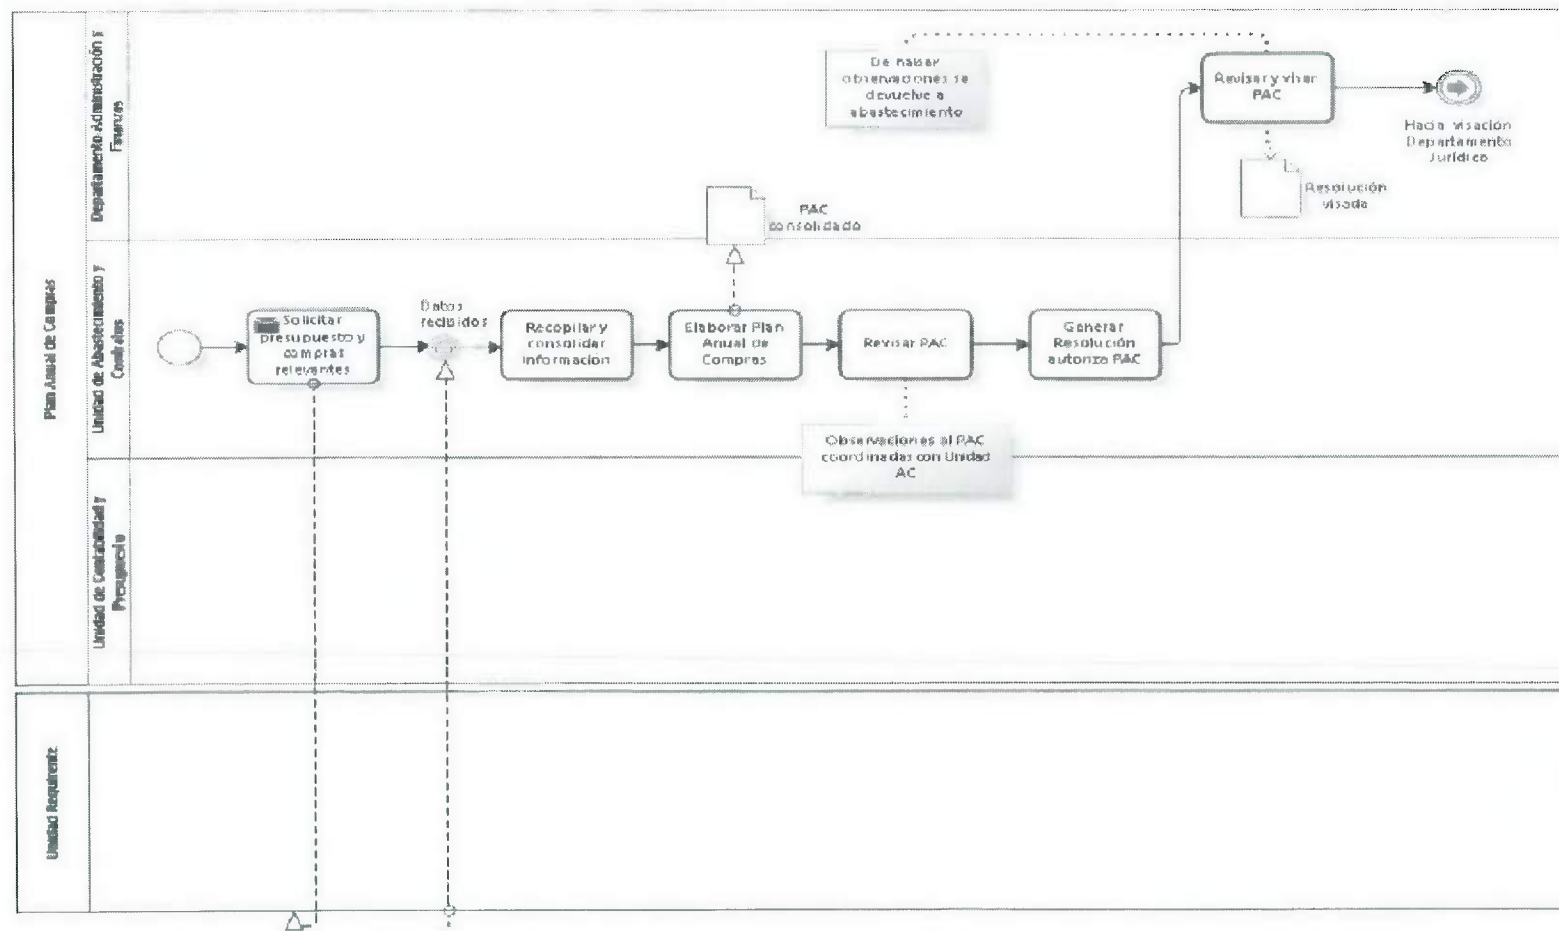 Plan Anual de Compras
Departamento Administración y
Finanzas
Unidad de Abastecimiento y
Contratos
Unidad de Contabilidad y
Presupuesto
Unidad Requirente
De haber
observaciones se
devuelve a
abastecimiento
Revisar y visar
PAC
Hacia visación
Departamento
Jurídico
Resolución
visada
PAC
consolidado
Solicitar
presupuesto y
compras
relevantes
Datos
recibidos
Recopilar y
consolidar
información
Elaborar Plan
Anual de
Compras
Revisar PAC
Generar
Resolución
autoriza PAC
Observaciones al PAC
coordinadas con Unidad
AC